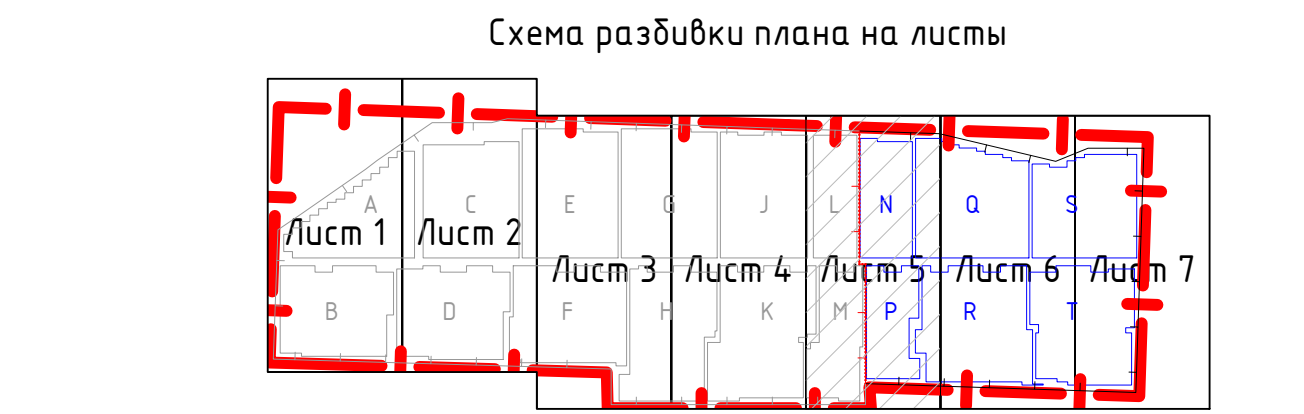 Схема разбивки плана на листы
A C E G J L N Q S
Лист 1 Лист 2
Лист 3 Лист 4 Лист 5 Лист 6 Лист 7
B D F H K M P R T